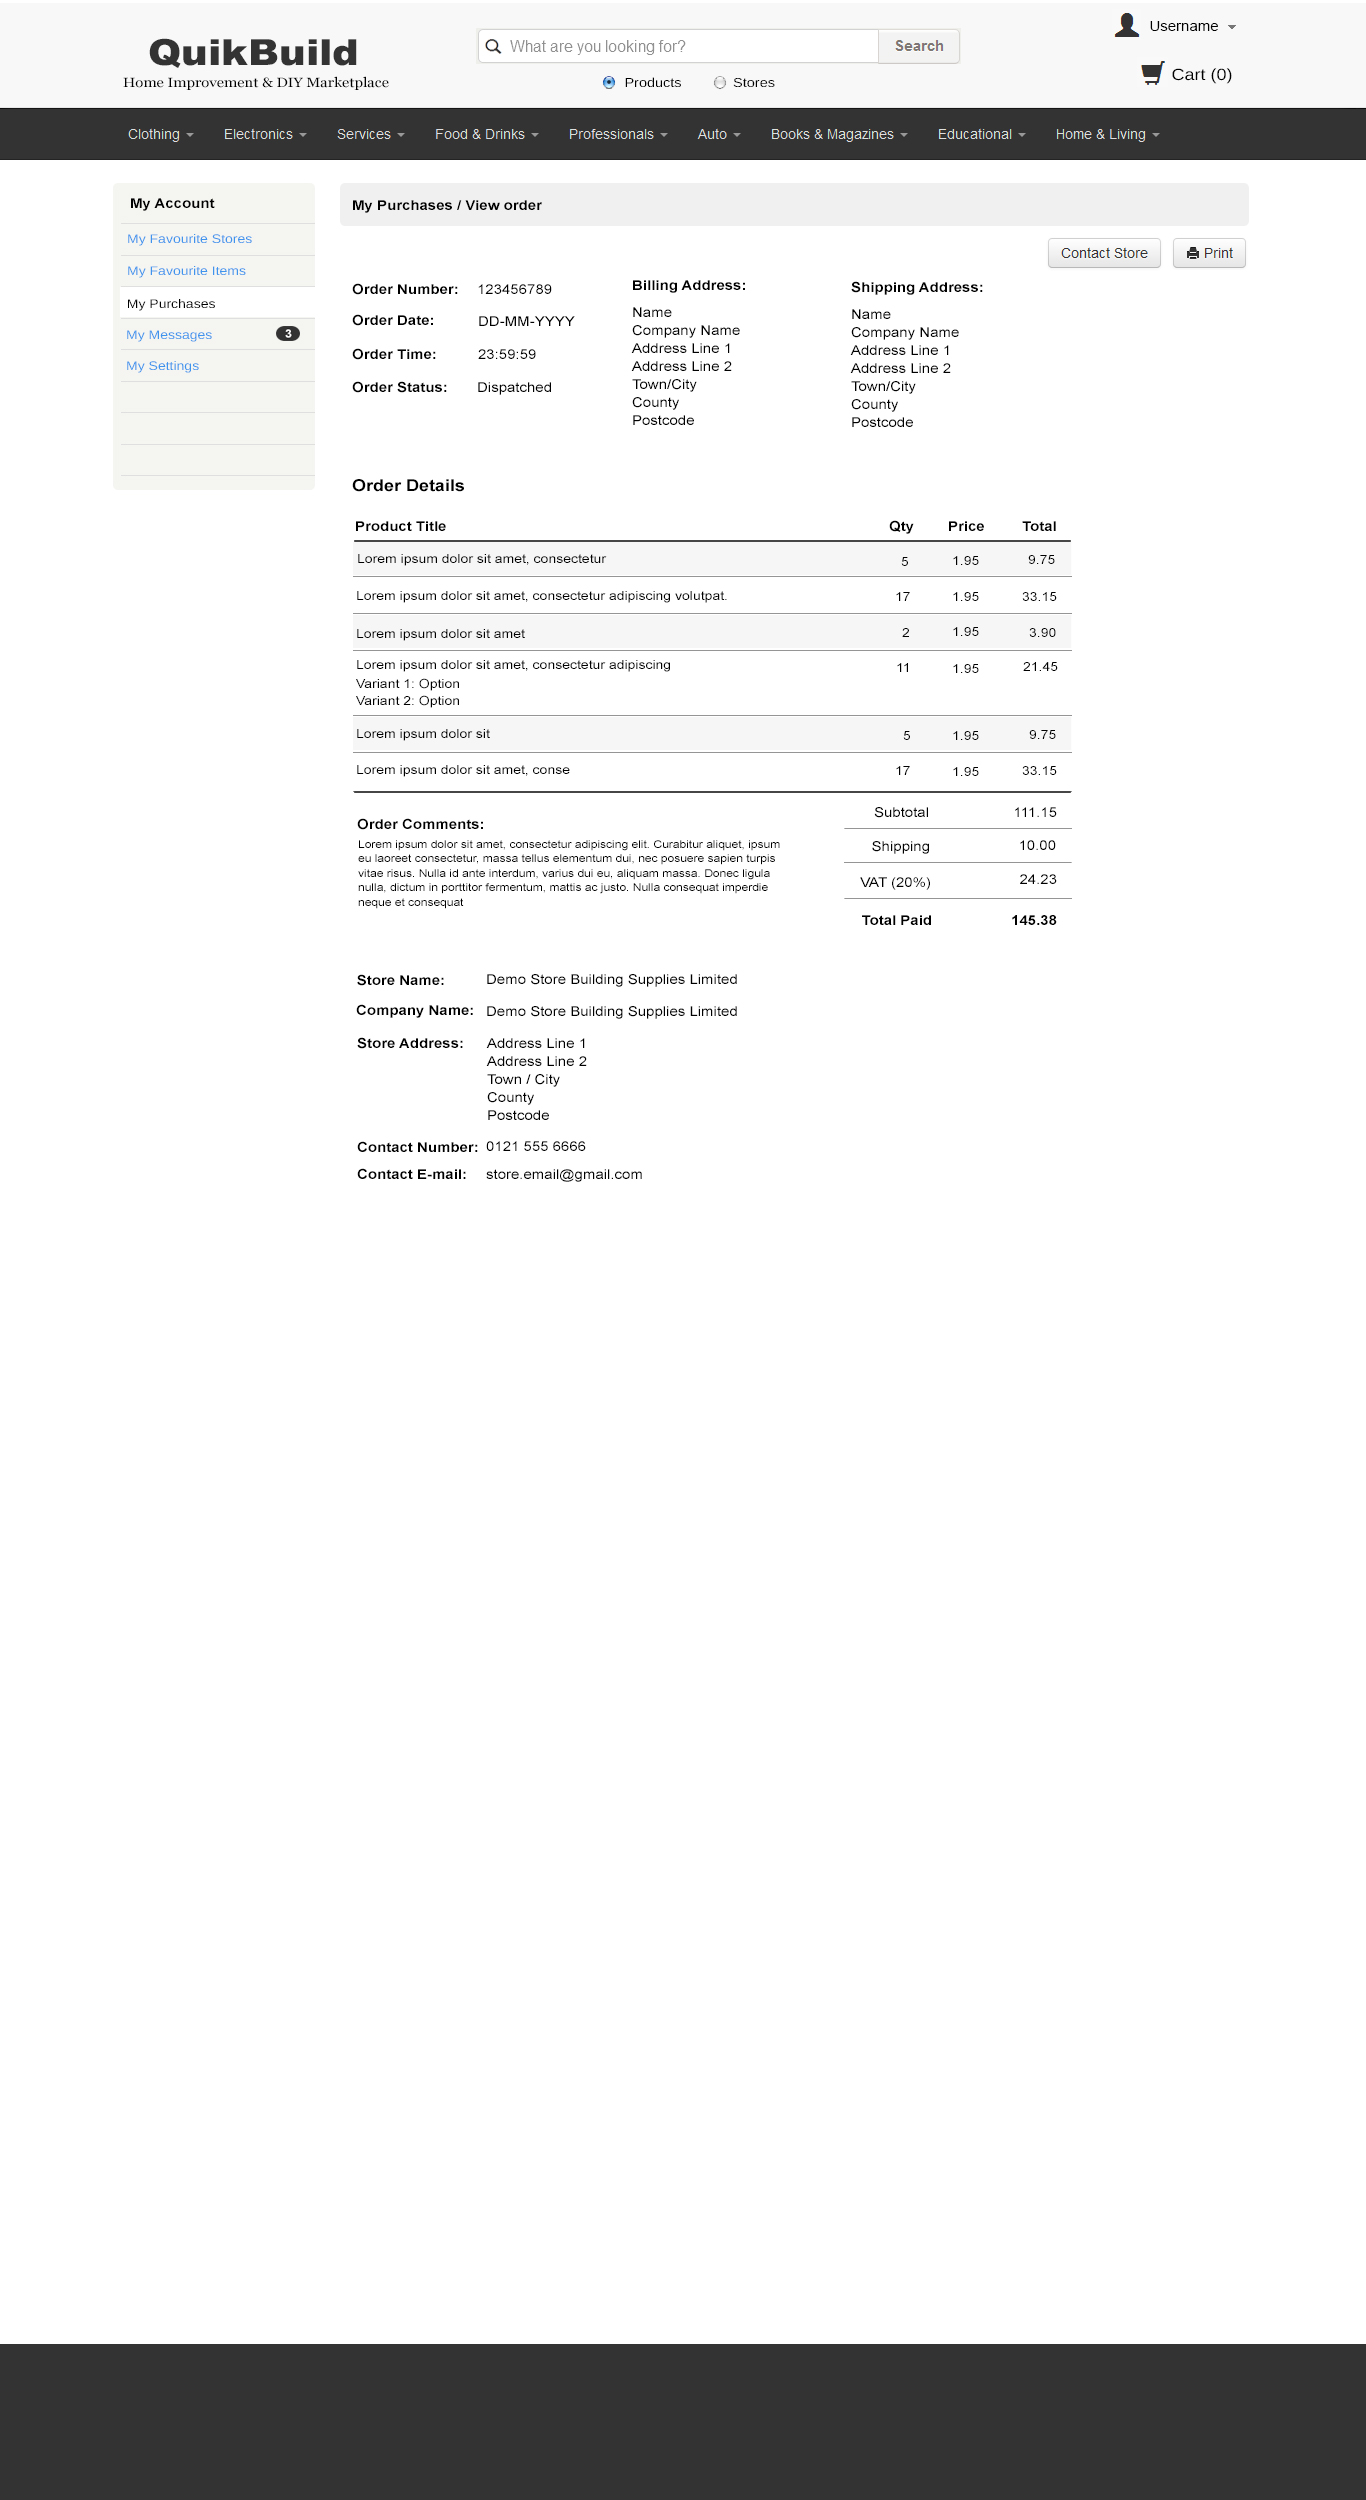 QuikBuild
Home Improvement & DIY Marketplace
What are you looking for?
Search
Products
Stores
Username
Cart (0)
Clothing
Electronics
Services
Food & Drinks
Professionals
Auto
Books & Magazines
Educational
Home & Living
My Account
My Favourite Stores
My Favourite Items
My Purchases
My Messages 3
My Settings
My Purchases / View order
Contact Store
Print
Order Number: 123456789
Order Date: DD-MM-YYYY
Order Time: 23:59:59
Order Status: Dispatched
Billing Address:
Name
Company Name
Address Line 1
Address Line 2
Town/City
County
Postcode
Shipping Address:
Name
Company Name
Address Line 1
Address Line 2
Town/City
County
Postcode
Order Details
Product Title Qty Price Total
Lorem ipsum dolor sit amet, consectetur 5 1.95 9.75
Lorem ipsum dolor sit amet, consectetur adipiscing volutpat. 17 1.95 33.15
Lorem ipsum dolor sit amet 2 1.95 3.90
Lorem ipsum dolor sit amet, consectetur adipiscing 11 1.95 21.45
Variant 1: Option
Variant 2: Option
Lorem ipsum dolor sit 5 1.95 9.75
Lorem ipsum dolor sit amet, conse 17 1.95 33.15
Subtotal 111.15
Shipping 10.00
VAT (20%) 24.23
Total Paid 145.38
Order Comments:
Lorem ipsum dolor sit amet, consectetur adipiscing elit. Curabitur aliquet, ipsum
eu laoreet consectetur, massa tellus elementum dui, nec posuere sapien turpis
vitae risus. Nulla id ante interdum, varius dui eu, aliquam massa. Donec ligula
nulla, dictum in porttitor fermentum, mattis ac justo. Nulla consequat imperdie
neque et consequat
Store Name: Demo Store Building Supplies Limited
Company Name: Demo Store Building Supplies Limited
Store Address: Address Line 1
Address Line 2
Town / City
County
Postcode
Contact Number: 0121 555 6666
Contact E-mail: store.email@gmail.com